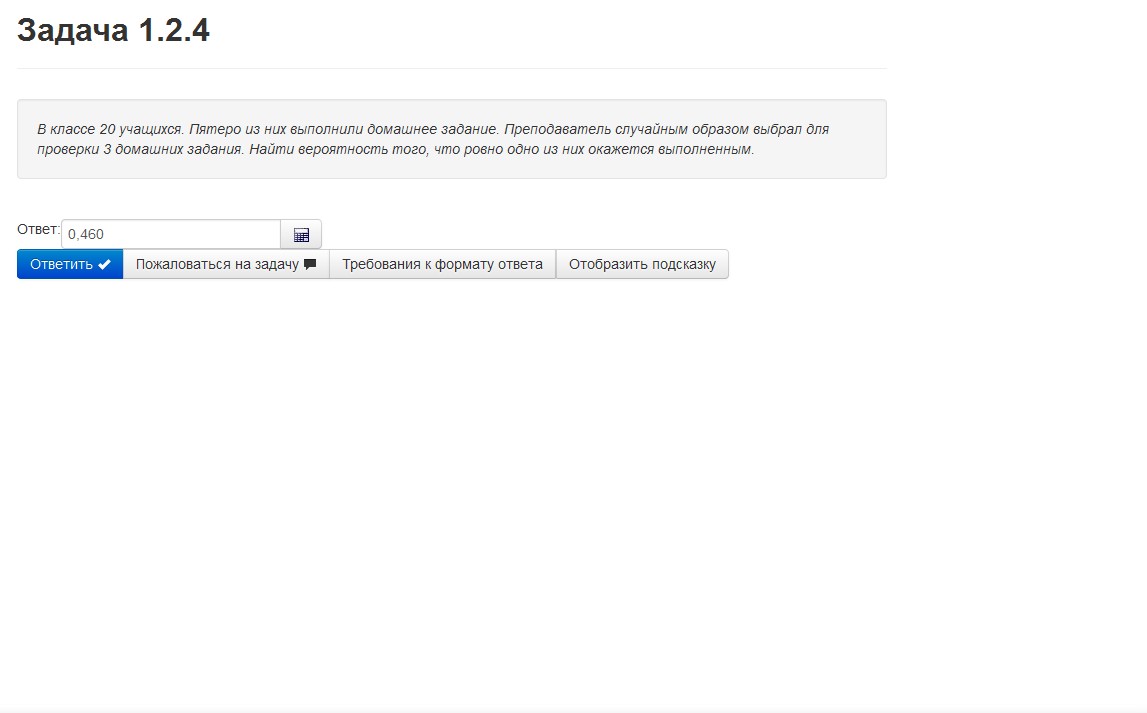 Задача 1.2.4
В классе 20 учащихся. Пятеро из них выполнили домашнее задание. Преподаватель случайным образом выбрал для
проверки 3 домашних задания. Найти вероятность того, что ровно одно из них окажется выполненным.
Ответ: 0,460
Ответить Пожаловаться на задачу Требования к формату ответа Отобразить подсказку